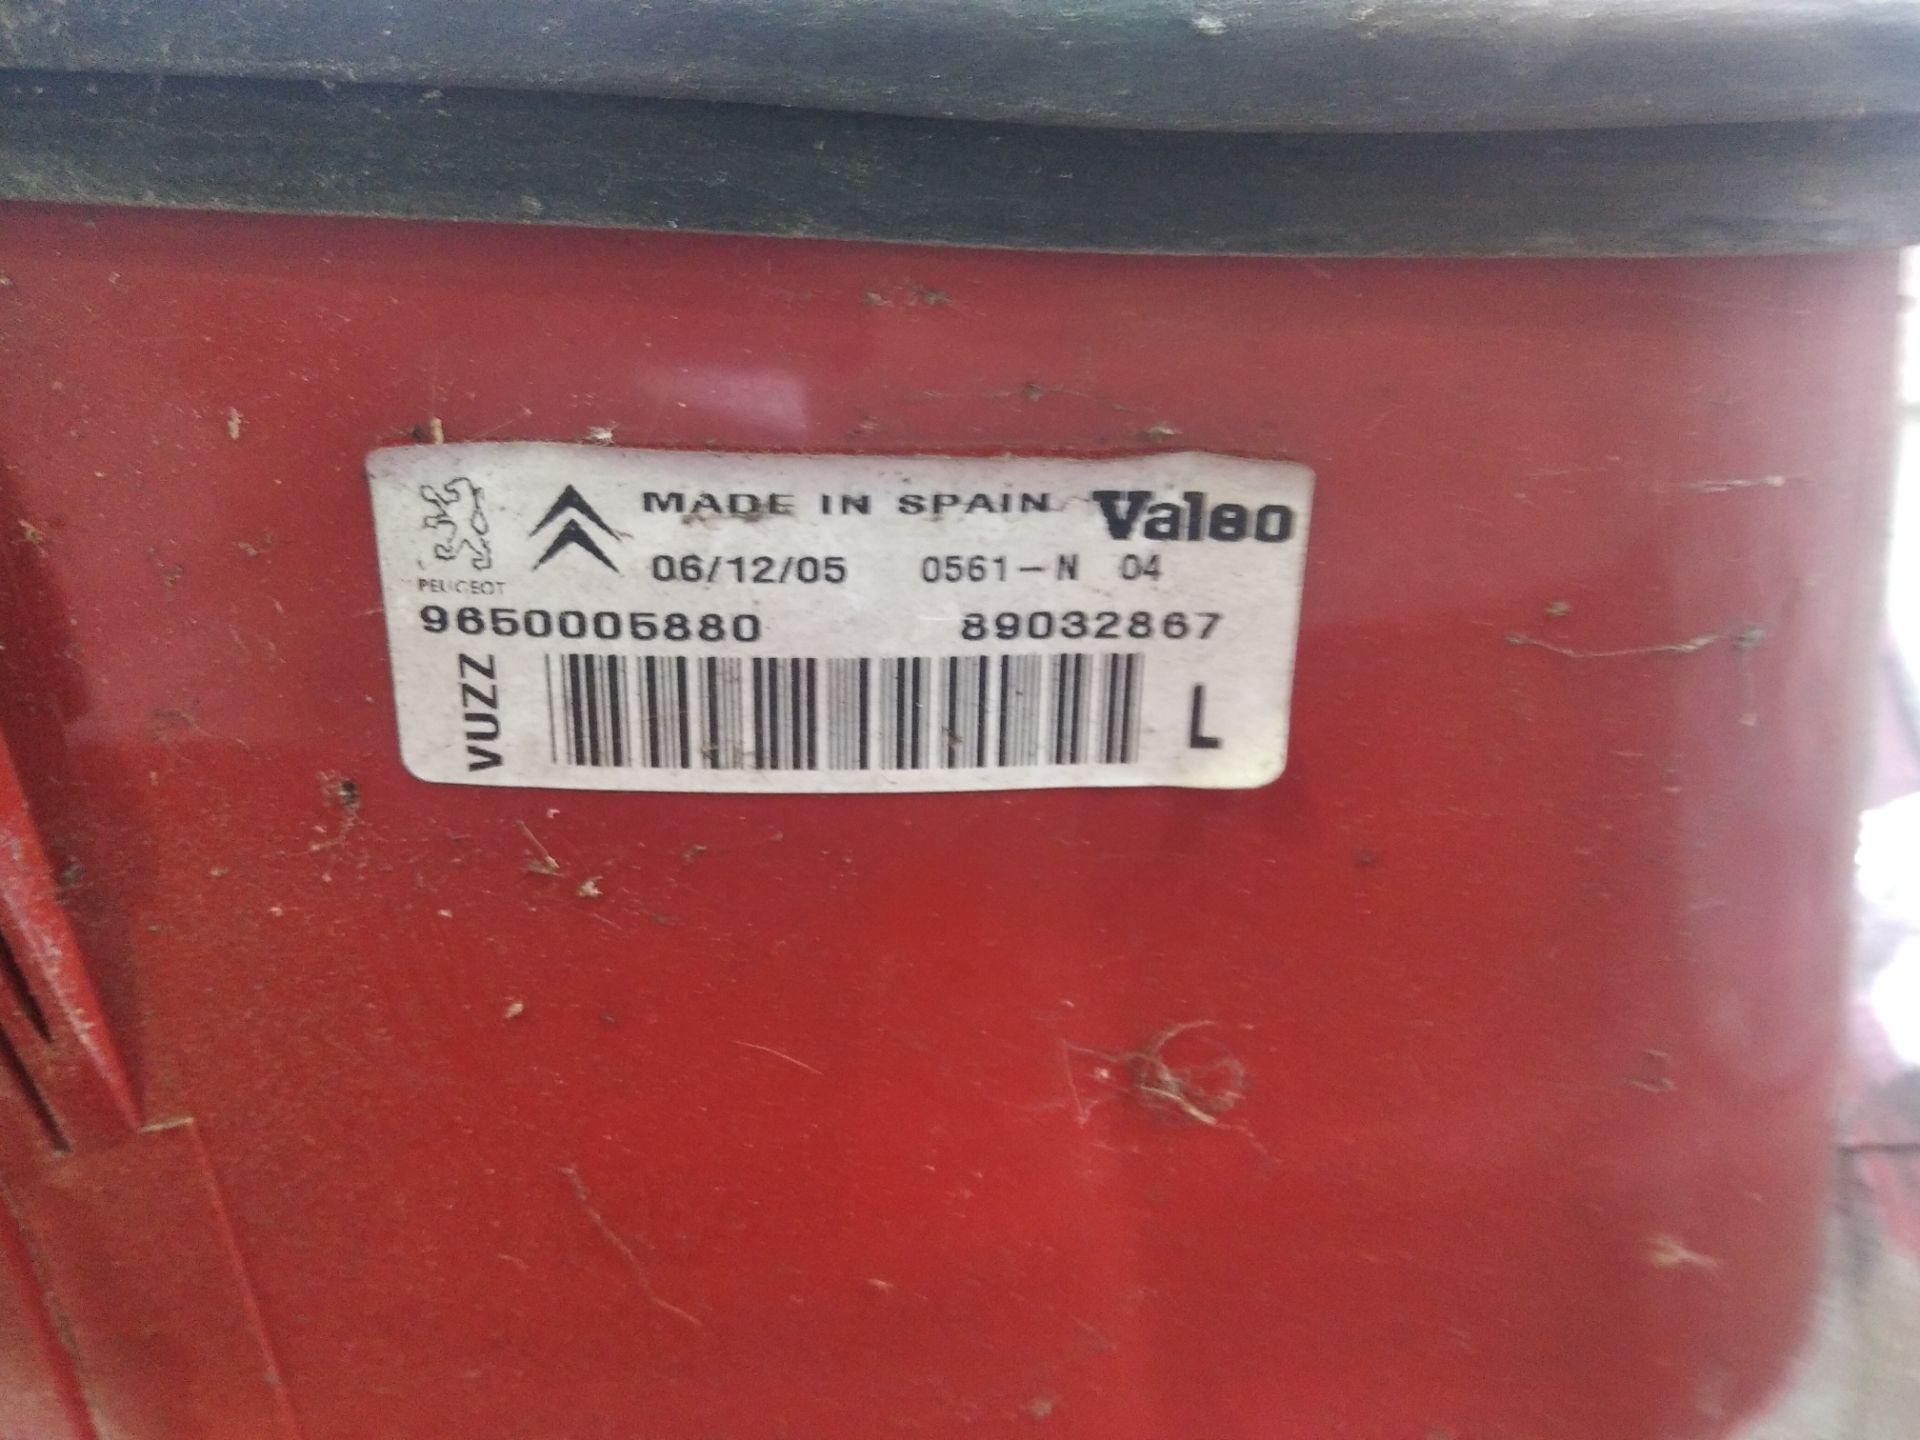 PEUGEOT
MADE IN SPAIN Valeo
06/12/05 0561-N 04
9650005880 89032867
VUZZ
L